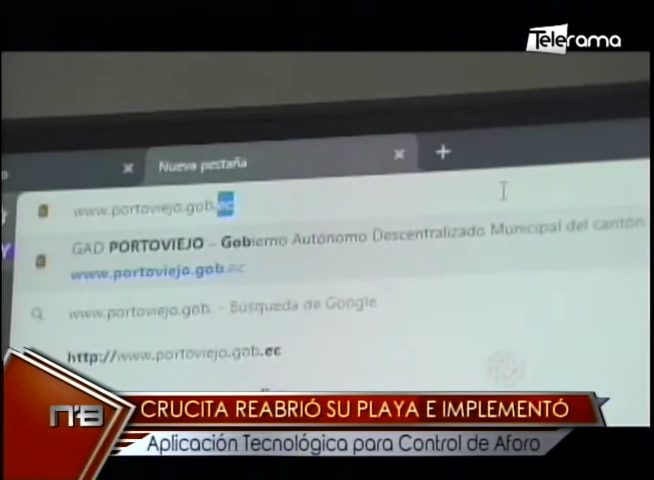 Telerama
Nueva pestaña
www.portoviejo.gob.ec
GAD PORTOVIEJO - Gobierno Autónomo Descentralizado Municipal del cantón
www.portoviejo.gob.ec
www.portoviejo.gob. - Búsqueda de Google
http://www.portoviejo.gob.ec
N'B
CRUCITA REABRIÓ SU PLAYA E IMPLEMENTÓ
Aplicación Tecnológica para Control de Aforo